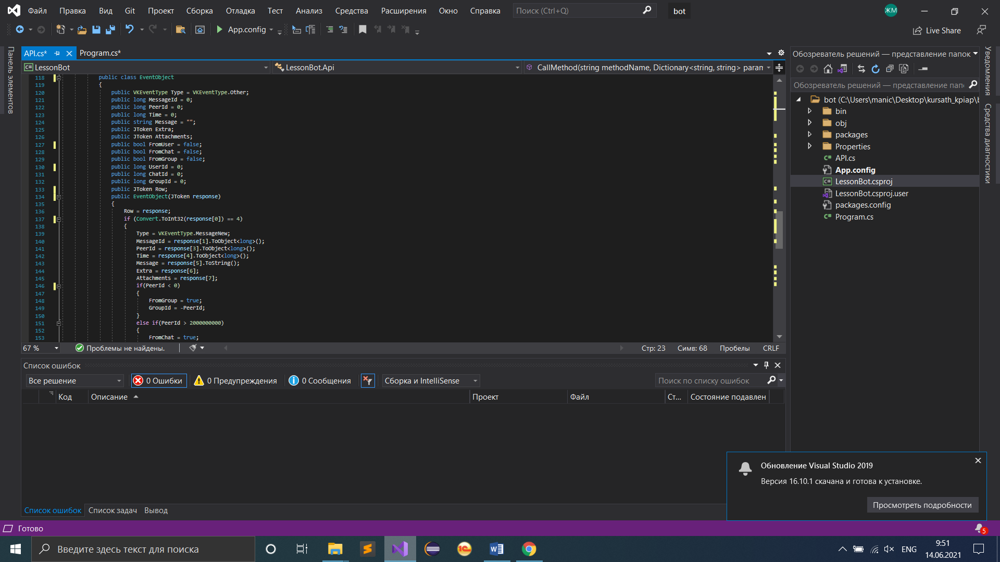 Файл Правка Вид Git Проект Сборка Отладка Тест Анализ Средства Расширения Окно Справка Поиск (Ctrl+Q) bot ЖМ
App.config Live Share
Панель элементов
API.cs* Program.cs*
LessonBot LessonBot.Api CallMethod(string methodName, Dictionary<string, string> param
118 public class EventObject
119 {
120 public VKEventType Type = VKEventType.Other;
121 public long MessageId = 0;
122 public long PeerId = 0;
123 public long Time = 0;
124 public string Message = "";
125 public JToken Extra;
126 public JToken Attachments;
127 public bool FromUser = false;
128 public bool FromChat = false;
129 public bool FromGroup = false;
130 public long UserId = 0;
131 public long ChatId = 0;
132 public long GroupId = 0;
133 public JToken Row;
134 public EventObject(JToken response)
135 {
136 Row = response;
137 if (Convert.ToInt32(response[0]) == 4)
138 {
139 Type = VKEventType.MessageNew;
140 MessageId = response[1].ToObject<long>();
141 PeerId = response[3].ToObject<long>();
142 Time = response[4].ToObject<long>();
143 Message = response[5].ToString();
144 Extra = response[6];
145 Attachments = response[7];
146 if(PeerId < 0)
147 {
148 FromGroup = true;
149 GroupId = -PeerId;
150 }
151 else if(PeerId > 2000000000)
152 {
153 FromChat = true;
67 % Проблемы не найдены. Стр: 23 Симв: 68 Пробелы CRLF
Список ошибок
Все решение 0 Ошибки 0 Предупреждения 0 Сообщения Сборка и IntelliSense Поиск по списку ошибок
Код Описание Проект Файл Ст... Состояние подавлен
Список ошибок Список задач Вывод
Обозреватель решений — представление папок
Обозреватель решений — представление папі
bot (C:\Users\manic\Desktop\kursath_kpiap\b
bin
obj
packages
Properties
API.cs
App.config
LessonBot.csproj
LessonBot.csproj.user
packages.config
Program.cs
Уведомления
Средства диагностики
Обновление Visual Studio 2019
Версия 16.10.1 скачана и готова к установке.
Просмотреть подробности
Готово 5
Введите здесь текст для поиска ENG 9:51
14.06.2021